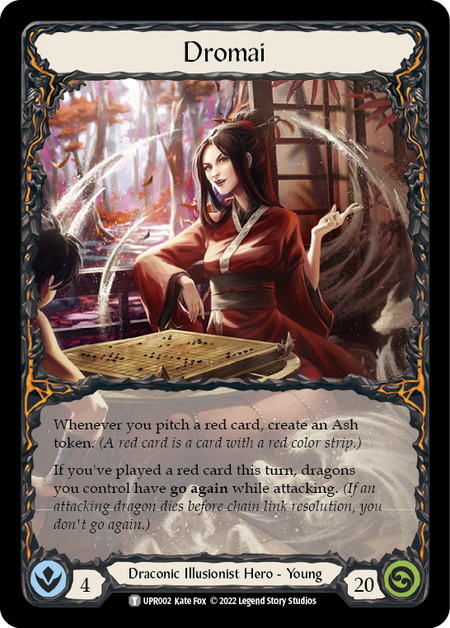 Dromai
Whenever you pitch a red card, create an Ash
token. (A red card is a card with a red color strip.)
If you've played a red card this turn, dragons
you control have go again while attacking. (If an
attacking dragon dies before chain link resolution, you
don't go again.)
4
Draconic Illusionist Hero - Young
20
T UPR002 Kate Fox © 2022 Legend Story Studios